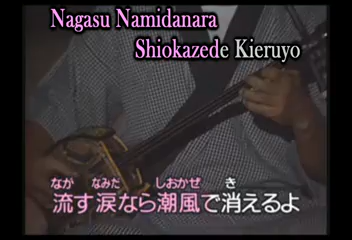 Nagasu Namidanara
Shiokazede Kieruyo
なが なみだ しおかぜ き
流す涙なら潮風で消えるよ